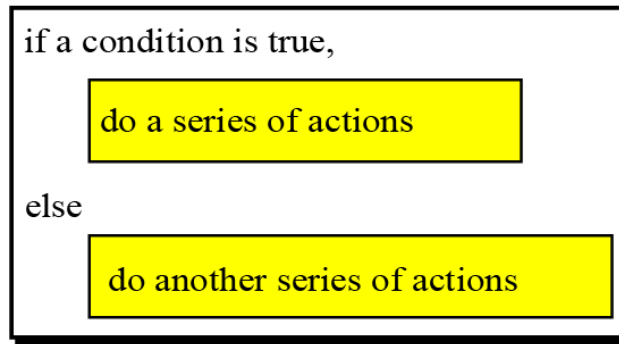 if a condition is true,
do a series of actions
else
do another series of actions